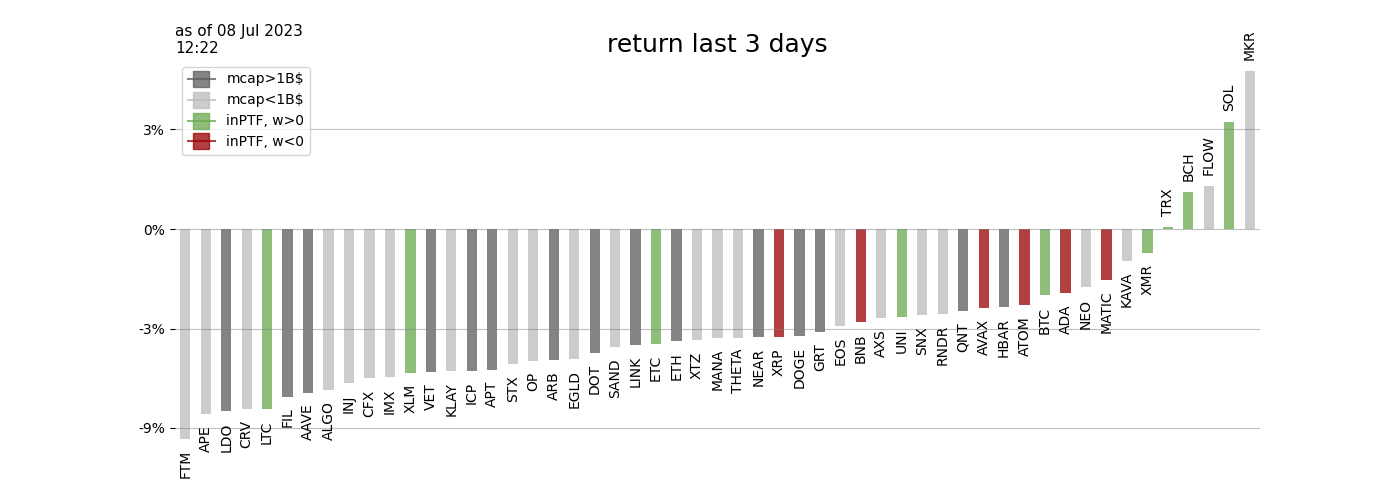 as of 08 Jul 2023
12:22
return last 3 days
mcap>1B$
mcap<1B$
inPTF, w>0
inPTF, w<0
3%
0%
-3%
-9%
FTM
APE
LDO
CRV
LTC
FIL
AAVE
ALGO
INJ
CFX
IMX
XLM
VET
KLAY
ICP
APT
STX
OP
ARB
EGLD
DOT
SAND
LINK
ETC
ETH
XTZ
MANA
THETA
NEAR
XRP
DOGE
GRT
EOS
BNB
AXS
UNI
SNX
RNDR
QNT
AVAX
HBAR
ATOM
BTC
ADA
NEO
MATIC
KAVA
XMR
TRX
BCH
FLOW
SOL
MKR